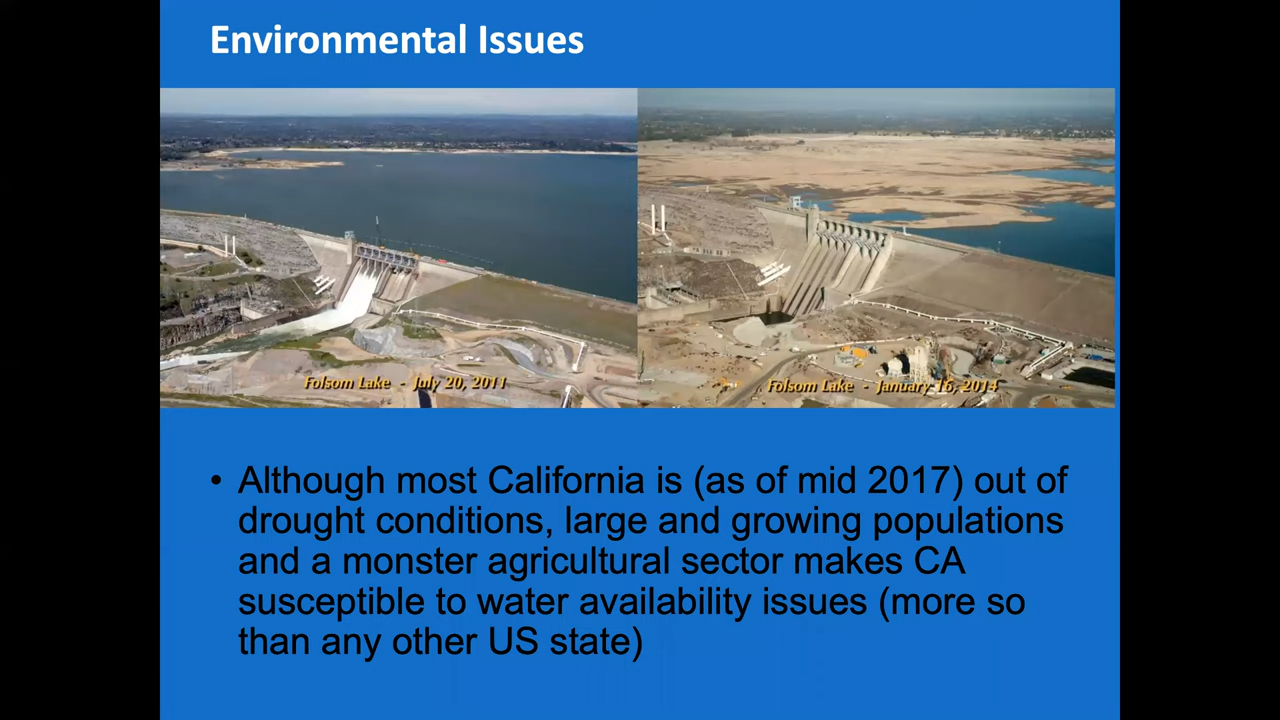 Environmental Issues
Folsom Lake - July 20, 2011
Folsom Lake - January 16, 2014
• Although most California is (as of mid 2017) out of
drought conditions, large and growing populations
and a monster agricultural sector makes CA
susceptible to water availability issues (more so
than any other US state)